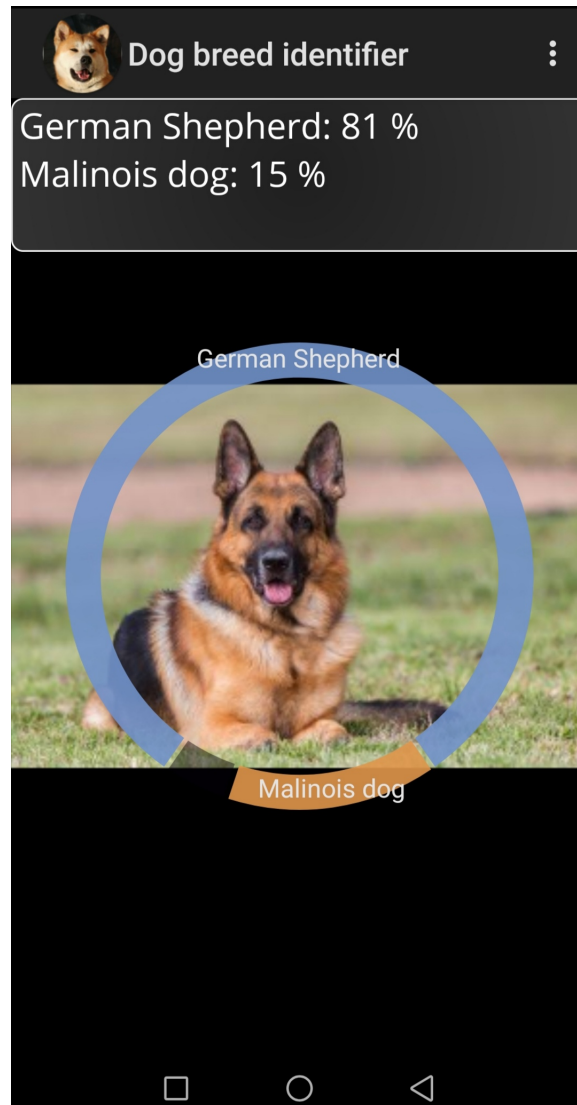 Dog breed identifier
German Shepherd: 81 %
Malinois dog: 15 %
German Shepherd
Malinois dog